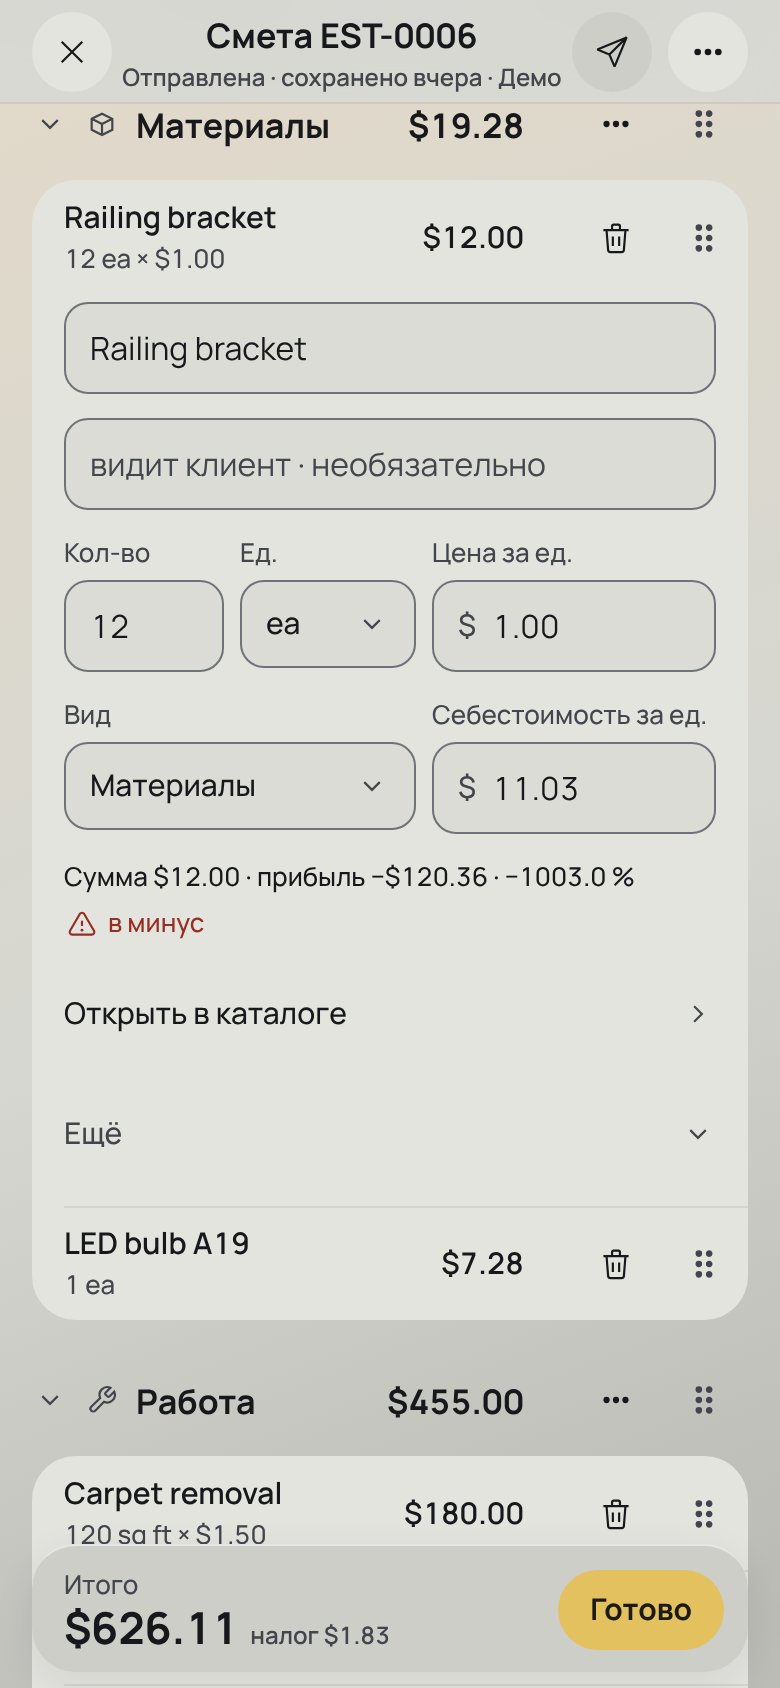 Смета EST-0006
Отправлена · сохранено вчера · Демо
Материалы $19.28
Railing bracket $12.00
12 ea × $1.00
Railing bracket
видит клиент · необязательно
Кол-во Ед. Цена за ед.
12 ea $ 1.00
Вид Себестоимость за ед.
Материалы $ 11.03
Сумма $12.00 · прибыль −$120.36 · −1003.0 %
в минус
Открыть в каталоге
Ещё
LED bulb A19 $7.28
1 ea
Работа $455.00
Carpet removal $180.00
120 sq ft × $1.50
Итого
$626.11 налог $1.83
Готово